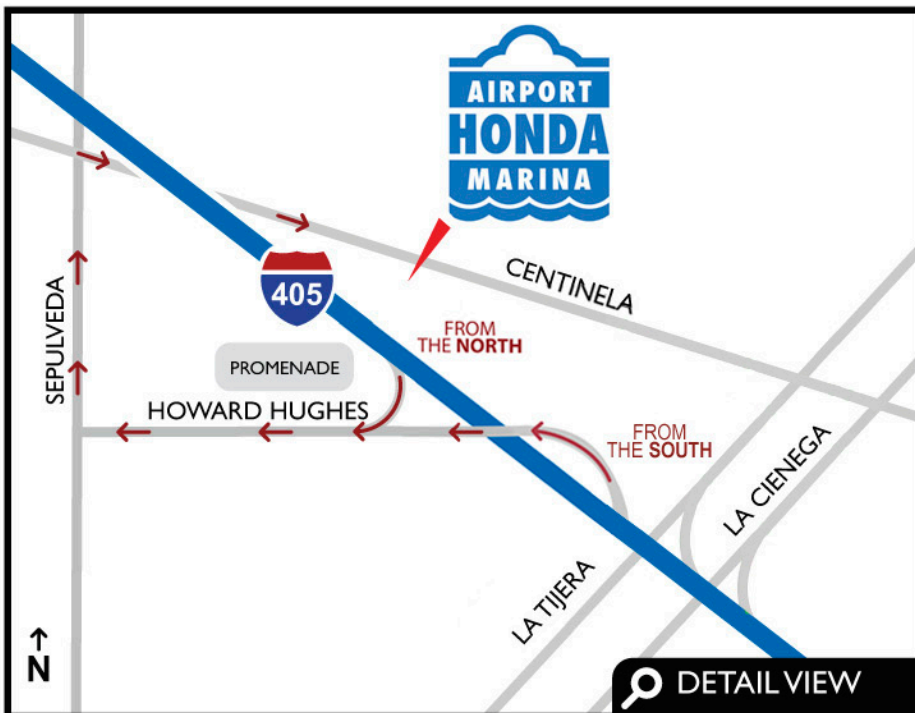 AIRPORT
HONDA
MARINA
CENTINELA
405
SEPULVEDA
FROM
THE NORTH
PROMENADE
HOWARD HUGHES
FROM
THE SOUTH
LA CIENEGA
LA TIJERA
N
DETAIL VIEW